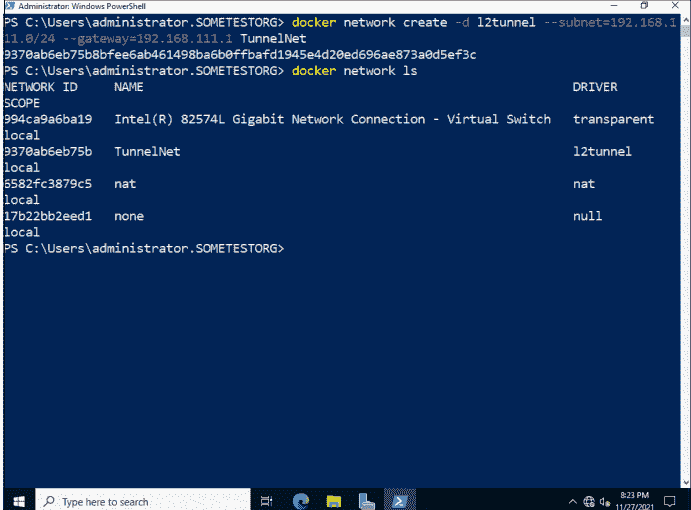 Administrator: Windows PowerShell
PS C:\Users\administrator.SOMETESTORG> docker network create -d l2tunnel --subnet=192.168.1
11.0/24 --gateway=192.168.111.1 TunnelNet
9370ab6eb75b8bfee6ab461498ba6b0ffbafd1945e4d20ed696ae873a0d5ef3c
PS C:\Users\administrator.SOMETESTORG> docker network ls
NETWORK ID NAME DRIVER
SCOPE
994ca9a6ba19 Intel(R) 82574L Gigabit Network Connection - Virtual Switch transparent
local
9370ab6eb75b TunnelNet l2tunnel
local
6582fc3879c5 nat nat
local
17b22bb2eed1 none null
local
PS C:\Users\administrator.SOMETESTORG>
Type here to search
8:23 PM
11/27/2021